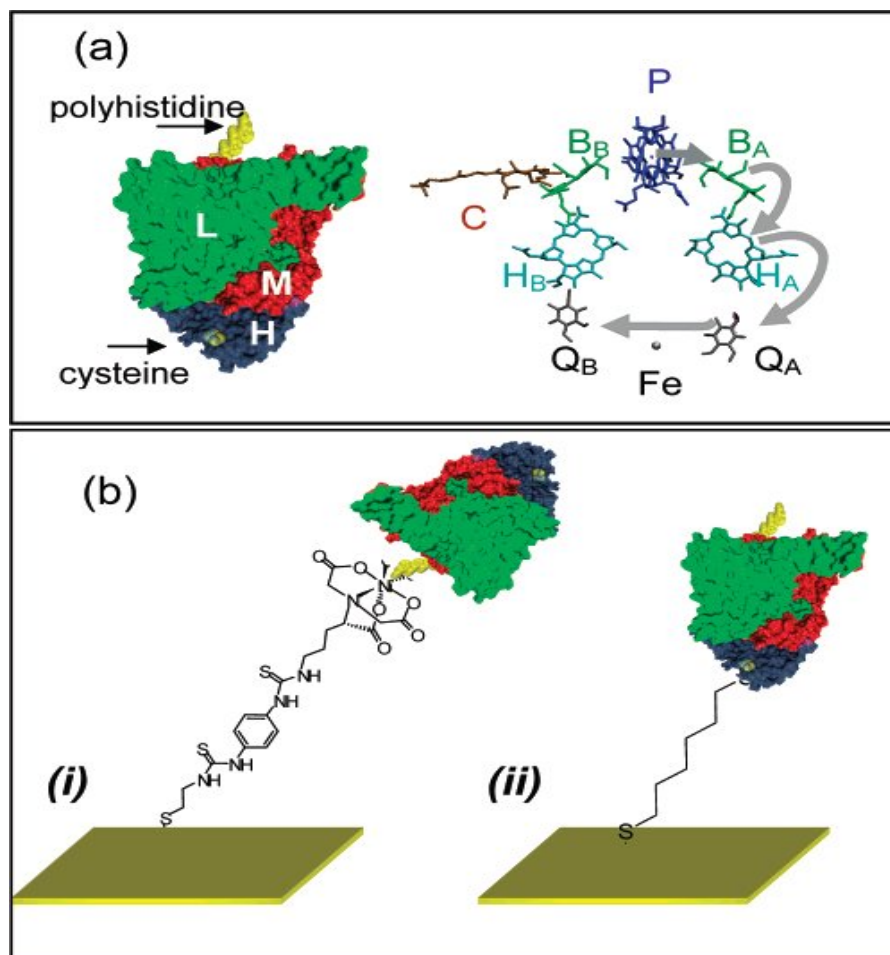 (a)
polyhistidine
L
M
H
cysteine
P
B_B
B_A
C
H_B
H_A
Q_B
Fe
Q_A
(b)
O
O
N
N
O
O
O
O
O
S
NH
NH
S
NH
NH
S
(i)
S
(ii)